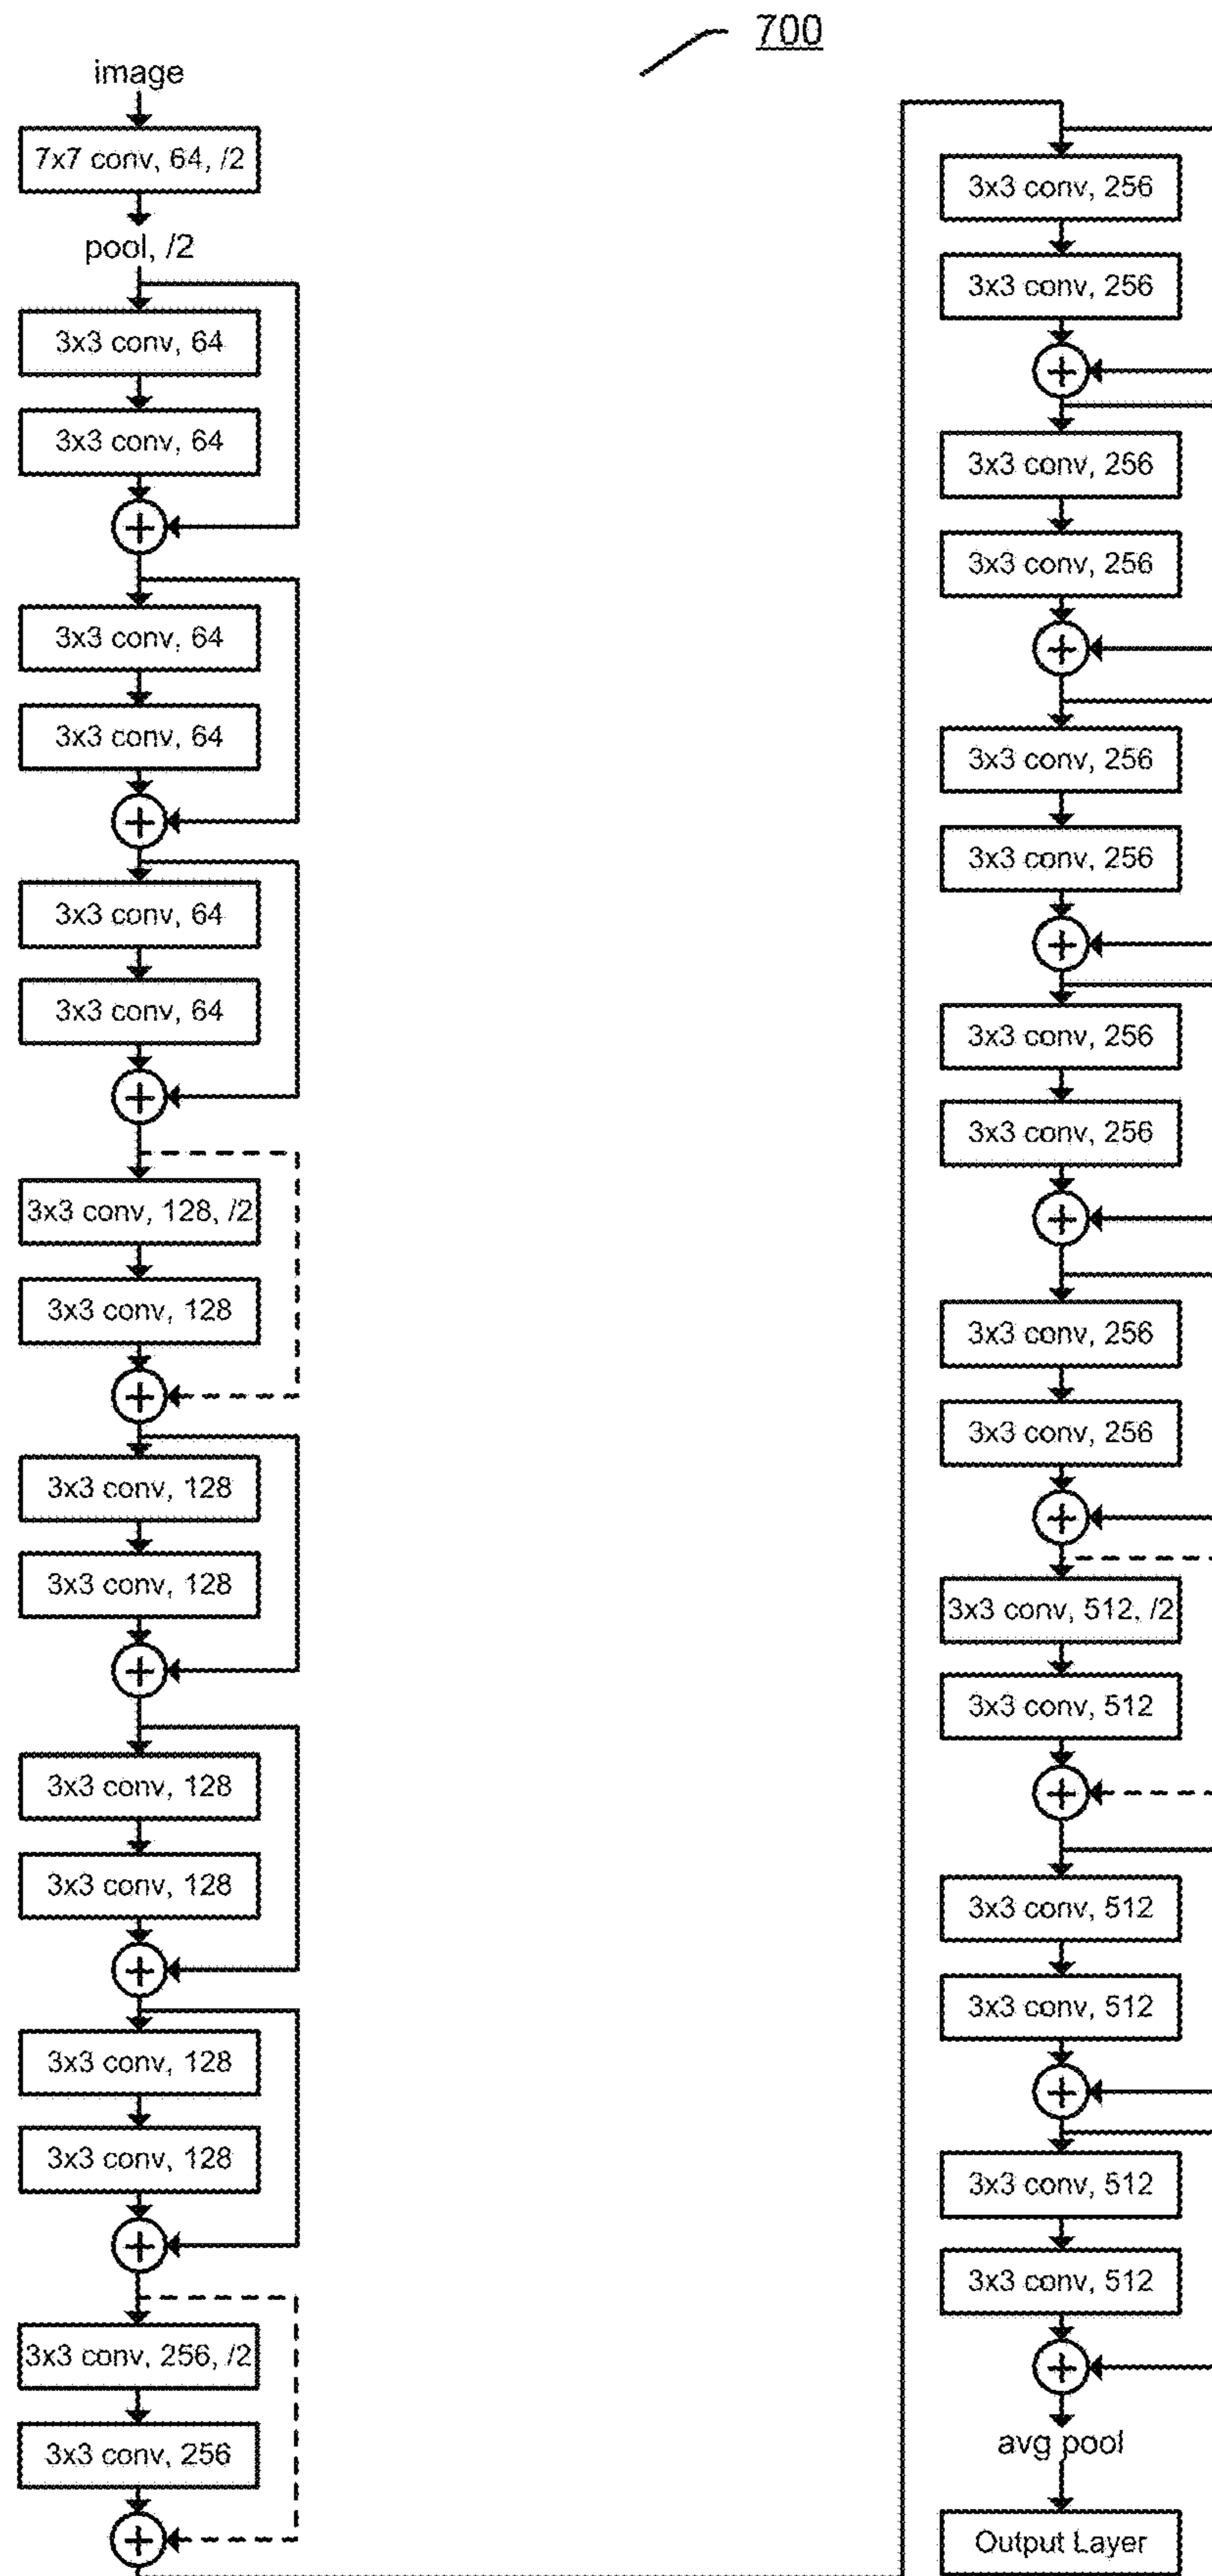 700
image
7x7 conv, 64, /2
pool, /2
3x3 conv, 64
3x3 conv, 64
+
3x3 conv, 64
3x3 conv, 64
+
3x3 conv, 64
3x3 conv, 64
+
3x3 conv, 128, /2
3x3 conv, 128
+
3x3 conv, 128
3x3 conv, 128
+
3x3 conv, 128
3x3 conv, 128
+
3x3 conv, 128
3x3 conv, 128
+
3x3 conv, 256, /2
3x3 conv, 256
+
3x3 conv, 256
3x3 conv, 256
+
3x3 conv, 256
3x3 conv, 256
+
3x3 conv, 256
3x3 conv, 256
+
3x3 conv, 256
3x3 conv, 256
+
3x3 conv, 256
3x3 conv, 256
+
3x3 conv, 512, /2
3x3 conv, 512
+
3x3 conv, 512
3x3 conv, 512
+
3x3 conv, 512
3x3 conv, 512
+
avg pool
Output Layer